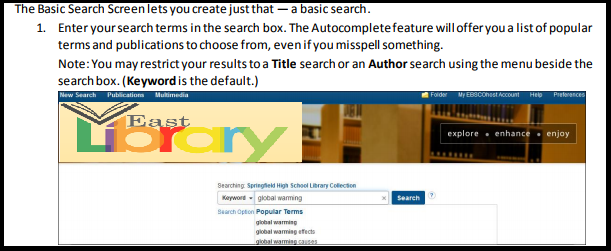 The Basic Search Screen lets you create just that — a basic search.
1. Enter your search terms in the search box. The Autocomplete feature will offer you a list of popular
terms and publications to choose from, even if you misspell something.
Note: You may restrict your results to a Title search or an Author search using the menu beside the
search box. (Keyword is the default.)
New Search Publications Multimedia Folder My EBSCOhost Account Help Preferences
East
Library
explore • enhance • enjoy
Searching: Springfield High School Library Collection
Keyword global warming × Search ?
Search Option Popular Terms
global warming
global warming effects
global warming causes